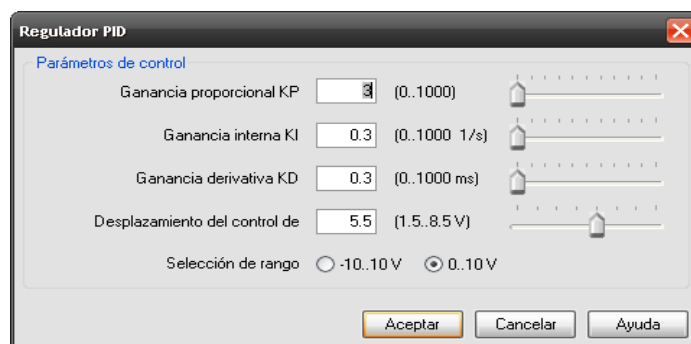 Regulador PID
Parámetros de control
Ganancia proporcional KP 3 (0..1000)
Ganancia interna KI 0.3 (0..1000 1/s)
Ganancia derivativa KD 0.3 (0..1000 ms)
Desplazamiento del control de 5.5 (1.5..8.5 V)
Selección de rango -10..10 V 0..10 V
Aceptar Cancelar Ayuda